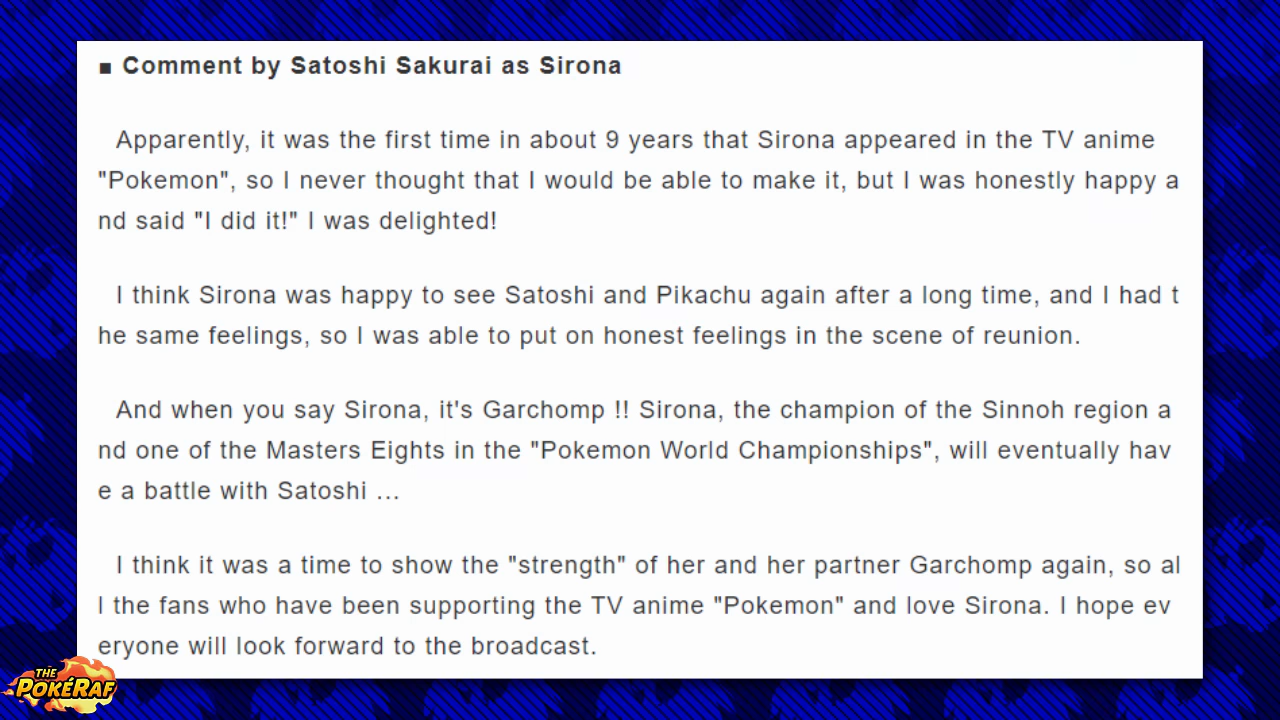 ■ Comment by Satoshi Sakurai as Sirona
Apparently, it was the first time in about 9 years that Sirona appeared in the TV anime
"Pokemon", so I never thought that I would be able to make it, but I was honestly happy a
nd said "I did it!" I was delighted!
I think Sirona was happy to see Satoshi and Pikachu again after a long time, and I had t
he same feelings, so I was able to put on honest feelings in the scene of reunion.
And when you say Sirona, it's Garchomp !! Sirona, the champion of the Sinnoh region a
nd one of the Masters Eights in the "Pokemon World Championships", will eventually hav
e a battle with Satoshi ...
I think it was a time to show the "strength" of her and her partner Garchomp again, so al
l the fans who have been supporting the TV anime "Pokemon" and love Sirona. I hope ev
eryone will look forward to the broadcast.
THE
POKÉRAF